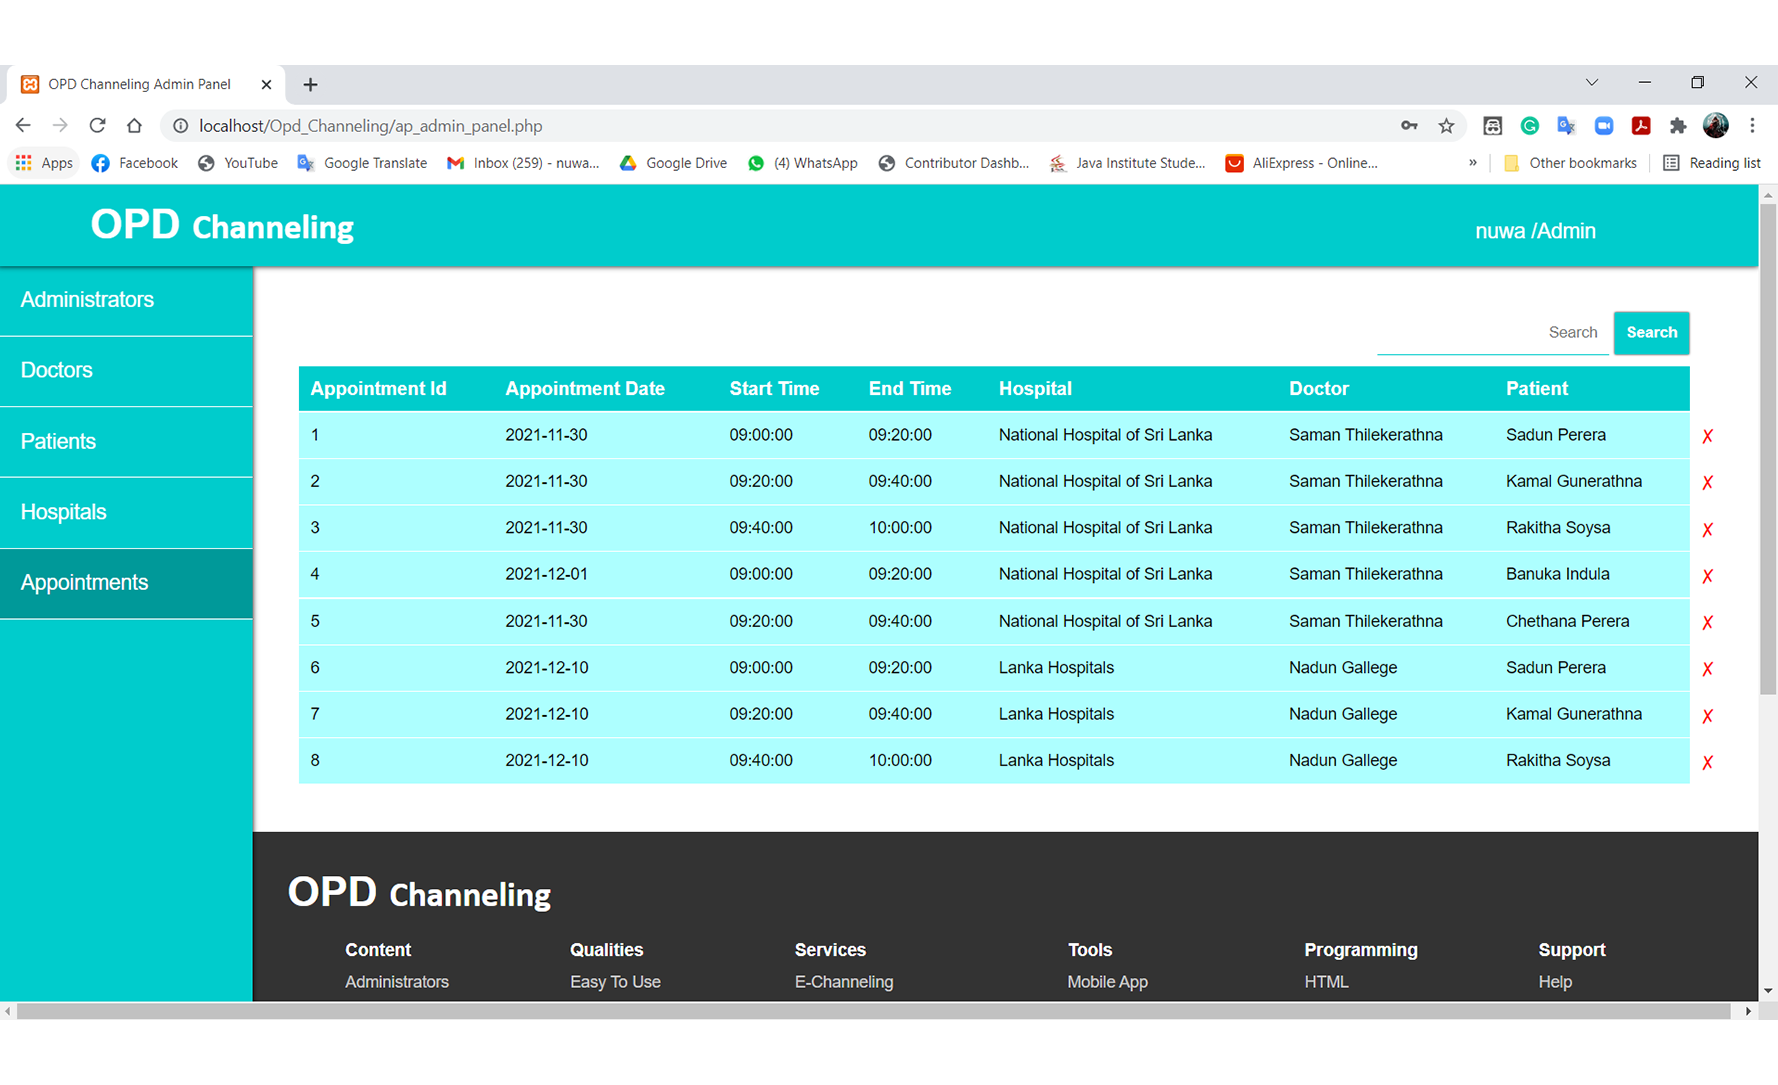 OPD Channeling Admin Panel
localhost/Opd_Channeling/ap_admin_panel.php
Apps Facebook YouTube Google Translate Inbox (259) - nuwa... Google Drive (4) WhatsApp Contributor Dashb... Java Institute Stude... AliExpress - Online... » Other bookmarks Reading list
OPD Channeling
nuwa /Admin
Administrators
Doctors
Patients
Hospitals
Appointments
Search Search
Appointment Id Appointment Date Start Time End Time Hospital Doctor Patient
1 2021-11-30 09:00:00 09:20:00 National Hospital of Sri Lanka Saman Thilekerathna Sadun Perera ✗
2 2021-11-30 09:20:00 09:40:00 National Hospital of Sri Lanka Saman Thilekerathna Kamal Gunerathna ✗
3 2021-11-30 09:40:00 10:00:00 National Hospital of Sri Lanka Saman Thilekerathna Rakitha Soysa ✗
4 2021-12-01 09:00:00 09:20:00 National Hospital of Sri Lanka Saman Thilekerathna Banuka Indula ✗
5 2021-11-30 09:20:00 09:40:00 National Hospital of Sri Lanka Saman Thilekerathna Chethana Perera ✗
6 2021-12-10 09:00:00 09:20:00 Lanka Hospitals Nadun Gallege Sadun Perera ✗
7 2021-12-10 09:20:00 09:40:00 Lanka Hospitals Nadun Gallege Kamal Gunerathna ✗
8 2021-12-10 09:40:00 10:00:00 Lanka Hospitals Nadun Gallege Rakitha Soysa ✗
OPD Channeling
Content Qualities Services Tools Programming Support
Administrators Easy To Use E-Channeling Mobile App HTML Help